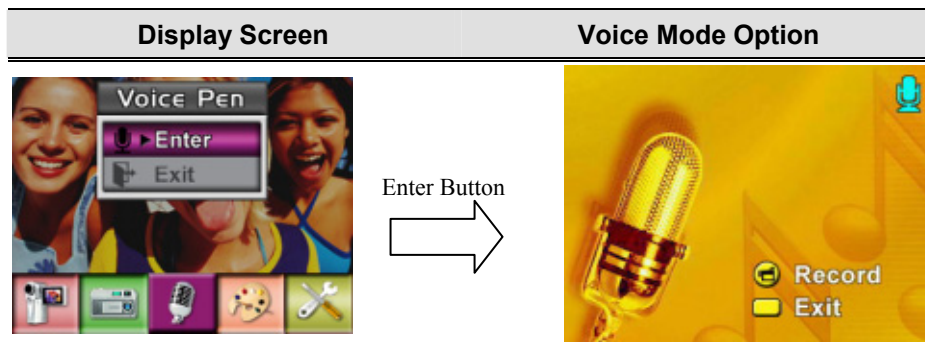 Display Screen
Voice Mode Option
Voice Pen
Enter
Exit
Enter Button
Record
Exit